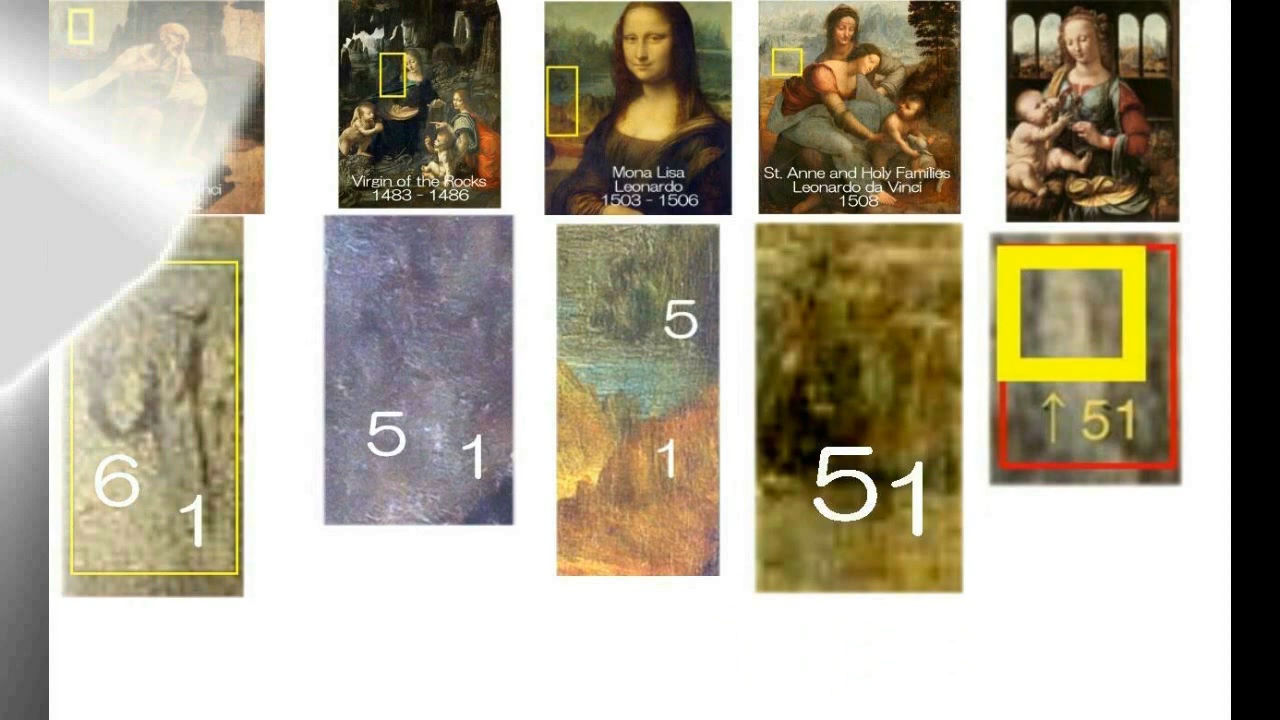 nci
Virgin of the Rocks
1483 - 1486
Mona Lisa
Leonardo
1503 - 1506
St. Anne and Holy Families
Leonardo da Vinci
1508
6
1
5
1
5
1
51
↑ 51